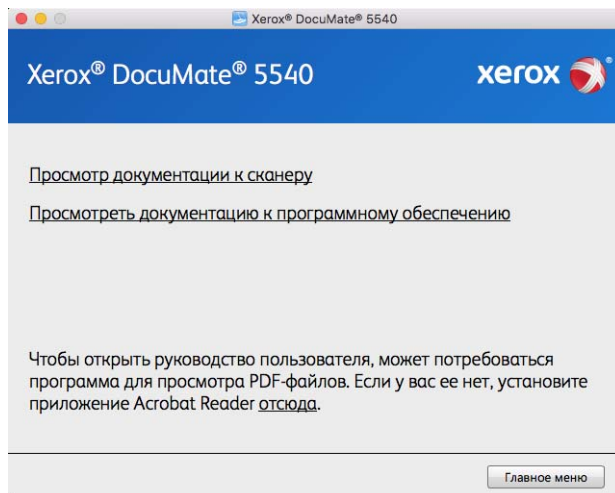 Xerox® DocuMate® 5540
Xerox® DocuMate® 5540
xerox
Просмотр документации к сканеру
Просмотреть документацию к программному обеспечению
Чтобы открыть руководство пользователя, может потребоваться
программа для просмотра PDF-файлов. Если у вас ее нет, установите
приложение Acrobat Reader отсюда.
Главное меню